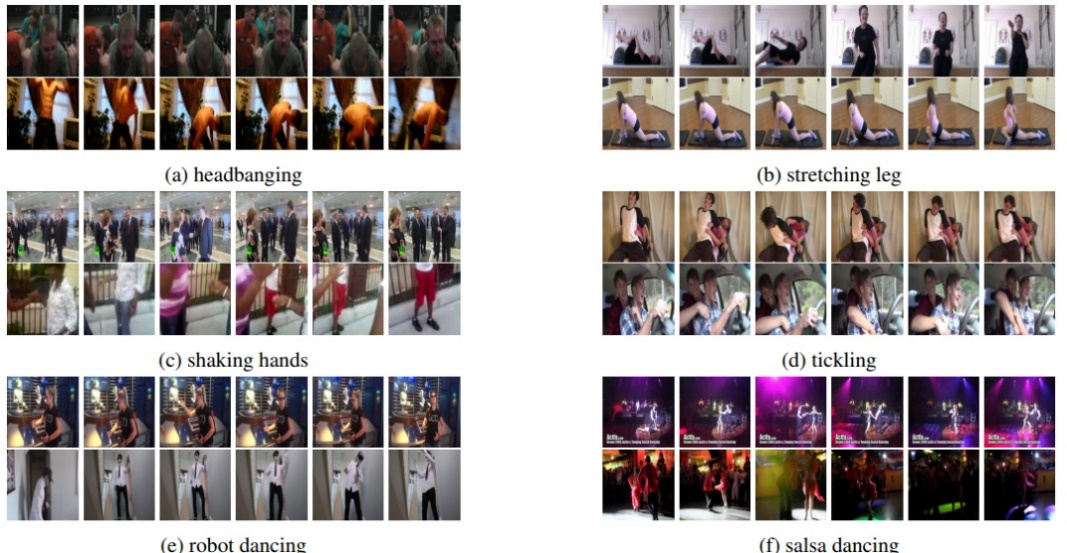 (a) headbanging
(b) stretching leg
(c) shaking hands
(d) tickling
(e) robot dancing
(f) salsa dancing